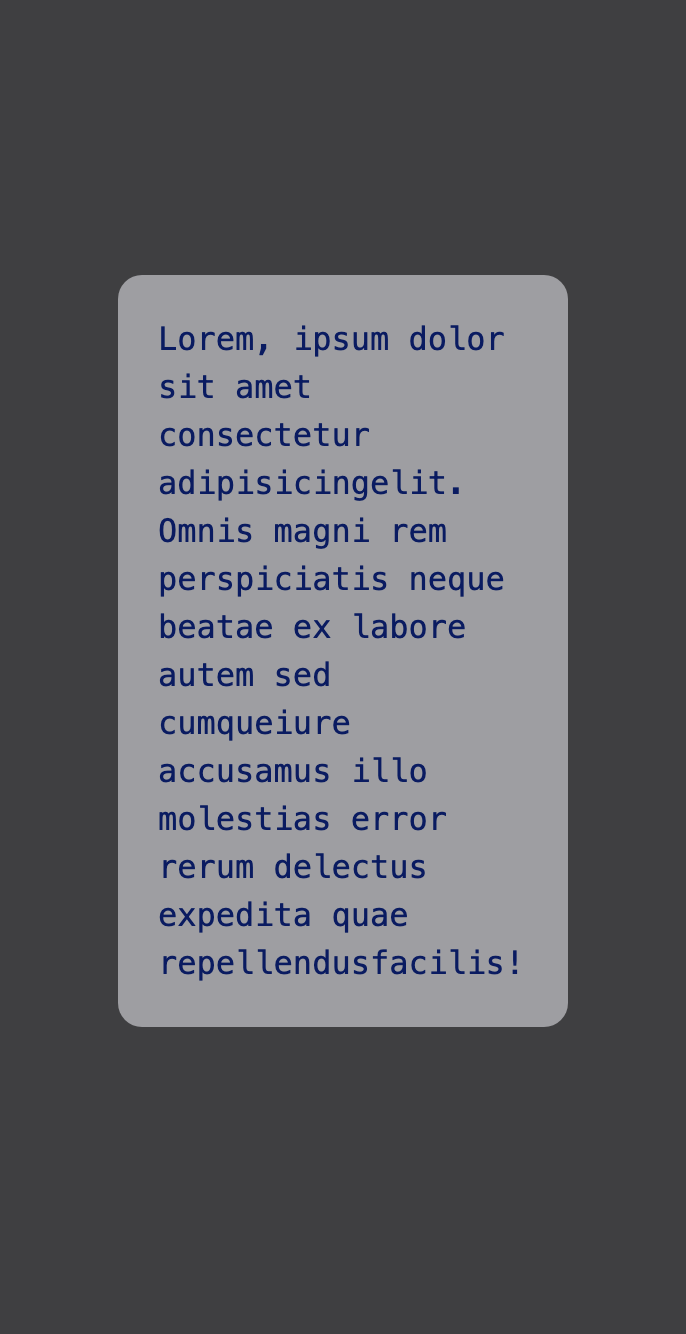 Lorem, ipsum dolor
sit amet
consectetur
adipisicingelit.
Omnis magni rem
perspiciatis neque
beatae ex labore
autem sed
cumqueiure
accusamus illo
molestias error
rerum delectus
expedita quae
repellendusfacilis!